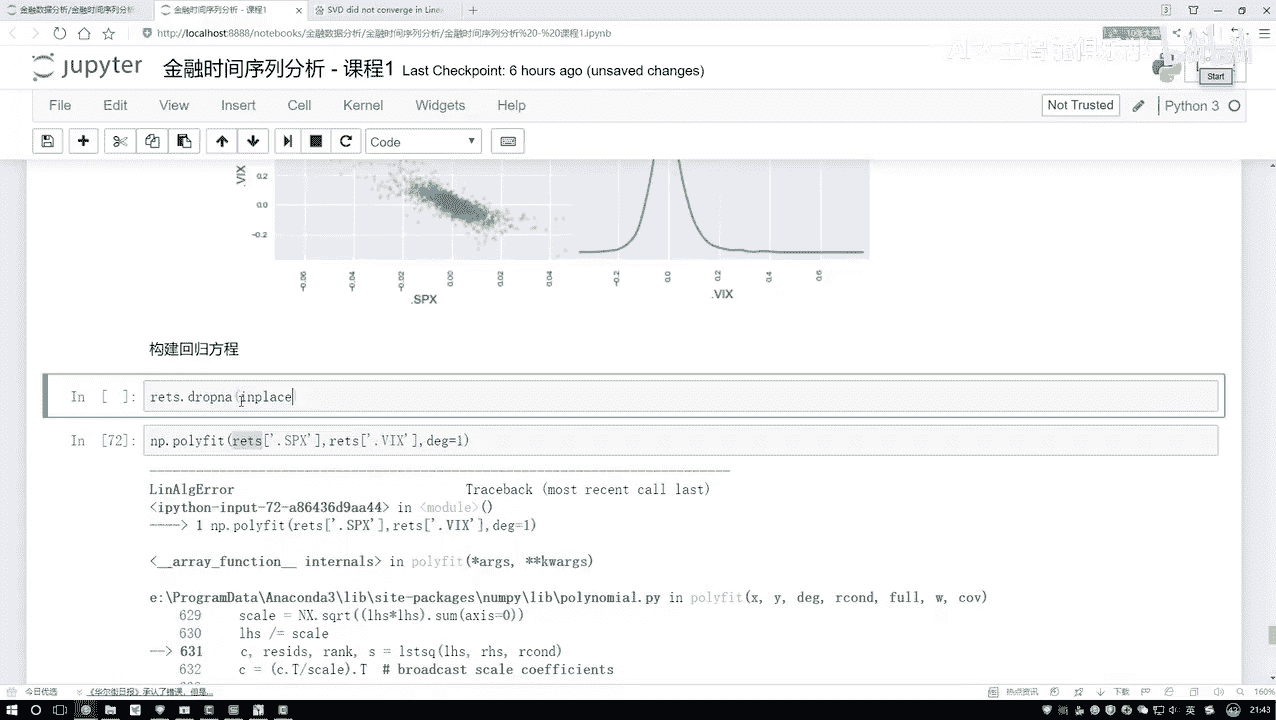 金融数据分析/金融时间序列分析
金融时间序列分析 - 课程1
SVD did not converge in Line
http://localhost:8888/notebooks/金融数据分析/金融时间序列分析/金融时间序列分析%20-%20课程1.ipynb
jupyter 金融时间序列分析 - 课程1 Last Checkpoint: 6 hours ago (unsaved changes)
Start
File Edit View Insert Cell Kernel Widgets Help
Not Trusted Python 3
Code
.VIX
0.2
0.0
-0.2
-0.06 -0.04 -0.02 0.00 0.02 0.04 -0.2 0.0 0.2 0.4 0.6
.SPX .VIX
构建回归方程
In [ ]: rets.dropna(inplace
In [72]: np.polyfit(rets['.SPX'],rets['.VIX'],deg=1)
LinAlgError Traceback (most recent call last)
<ipython-input-72-a86436d9aa44> in <module>()
----> 1 np.polyfit(rets['.SPX'],rets['.VIX'],deg=1)
<__array_function__ internals> in polyfit(*args, **kwargs)
e:\ProgramData\Anaconda3\lib\site-packages\numpy\lib\polynomial.py in polyfit(x, y, deg, rcond, full, w, cov)
629 scale = NX.sqrt((lhs*lhs).sum(axis=0))
630 lhs /= scale
--> 631 c, resids, rank, s = lstsq(lhs, rhs, rcond)
632 c = (c.T/scale).T # broadcast scale coefficients
今日优选 《华尔街日报》承认了错误，但是...
热点资讯 下载 160%
英 21:43